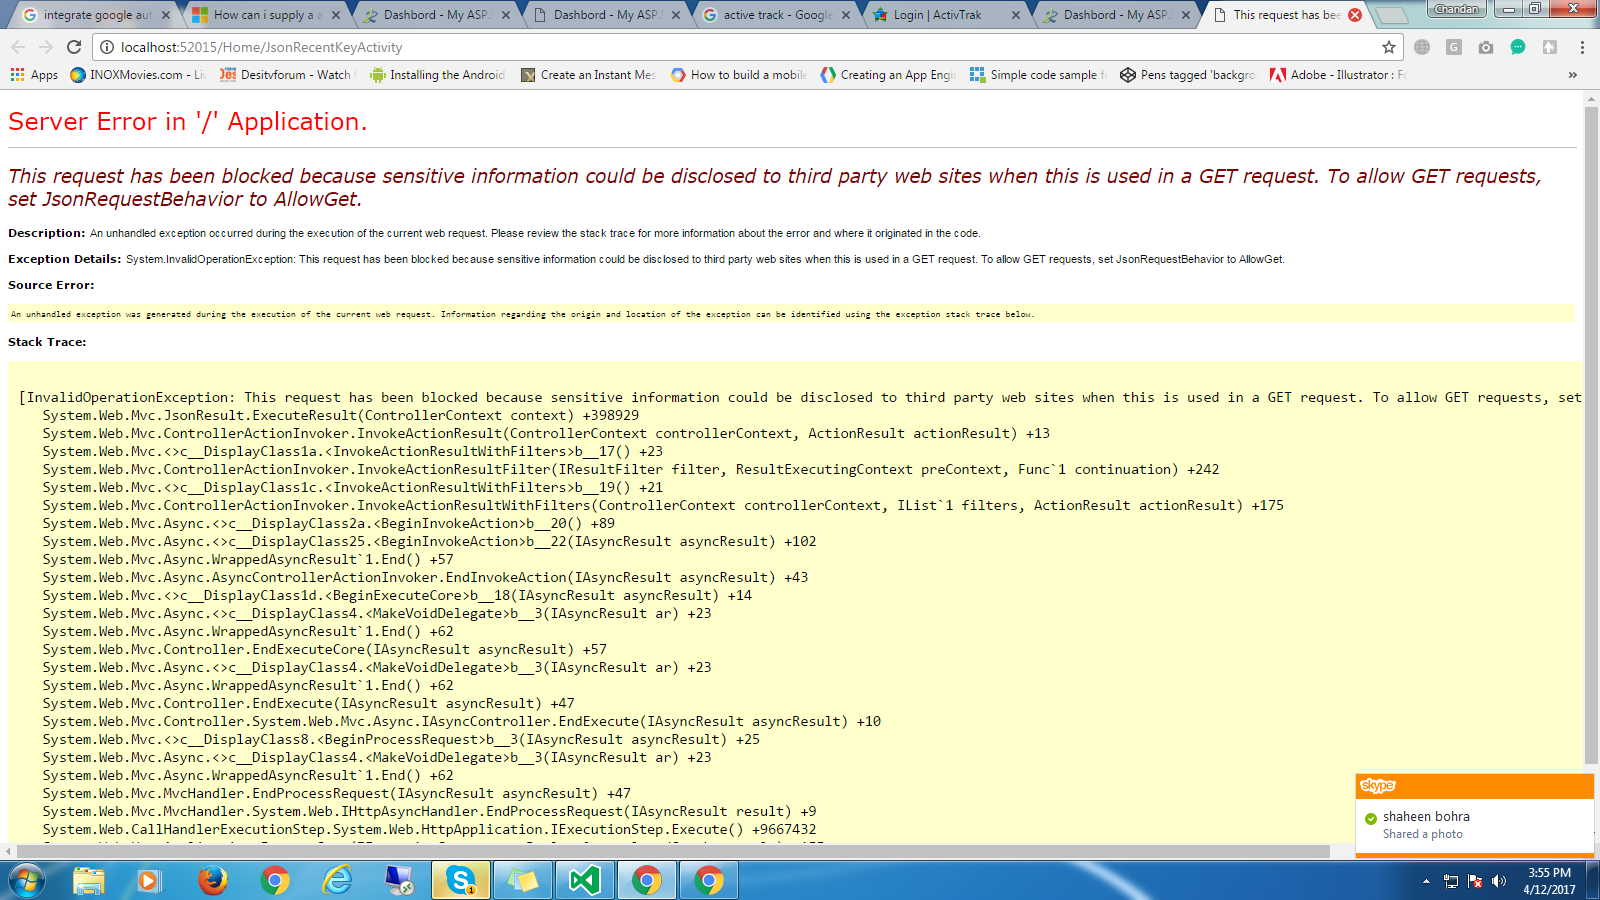 integrate google aut
How can i supply a a
Dashbord - My ASP.
Dashbord - My ASP.
active track - Google
Login | ActivTrak
Dashbord - My ASP.
This request has bee
Chandan
localhost:52015/Home/JsonRecentKeyActivity
Apps
INOXMovies.com - Liv
Desitvforum - Watch
Installing the Android
Create an Instant Mes
How to build a mobile
Creating an App Engi
Simple code sample f
Pens tagged 'backgro
Adobe - Illustrator : Fo
Server Error in '/' Application.
This request has been blocked because sensitive information could be disclosed to third party web sites when this is used in a GET request. To allow GET requests,
set JsonRequestBehavior to AllowGet.
Description: An unhandled exception occurred during the execution of the current web request. Please review the stack trace for more information about the error and where it originated in the code.
Exception Details: System.InvalidOperationException: This request has been blocked because sensitive information could be disclosed to third party web sites when this is used in a GET request. To allow GET requests, set JsonRequestBehavior to AllowGet.
Source Error:
An unhandled exception was generated during the execution of the current web request. Information regarding the origin and location of the exception can be identified using the exception stack trace below.
Stack Trace:
[InvalidOperationException: This request has been blocked because sensitive information could be disclosed to third party web sites when this is used in a GET request. To allow GET requests, set
System.Web.Mvc.JsonResult.ExecuteResult(ControllerContext context) +398929
System.Web.Mvc.ControllerActionInvoker.InvokeActionResult(ControllerContext controllerContext, ActionResult actionResult) +13
System.Web.Mvc.<>c__DisplayClass1a.<InvokeActionResultWithFilters>b__17() +23
System.Web.Mvc.ControllerActionInvoker.InvokeActionResultFilter(IResultFilter filter, ResultExecutingContext preContext, Func`1 continuation) +242
System.Web.Mvc.<>c__DisplayClass1c.<InvokeActionResultWithFilters>b__19() +21
System.Web.Mvc.ControllerActionInvoker.InvokeActionResultWithFilters(ControllerContext controllerContext, IList`1 filters, ActionResult actionResult) +175
System.Web.Mvc.Async.<>c__DisplayClass2a.<BeginInvokeAction>b__20() +89
System.Web.Mvc.Async.<>c__DisplayClass25.<BeginInvokeAction>b__22(IAsyncResult asyncResult) +102
System.Web.Mvc.Async.WrappedAsyncResult`1.End() +57
System.Web.Mvc.Async.AsyncControllerActionInvoker.EndInvokeAction(IAsyncResult asyncResult) +43
System.Web.Mvc.<>c__DisplayClass1d.<BeginExecuteCore>b__18(IAsyncResult asyncResult) +14
System.Web.Mvc.Async.<>c__DisplayClass4.<MakeVoidDelegate>b__3(IAsyncResult ar) +23
System.Web.Mvc.Async.WrappedAsyncResult`1.End() +62
System.Web.Mvc.Controller.EndExecuteCore(IAsyncResult asyncResult) +57
System.Web.Mvc.Async.<>c__DisplayClass4.<MakeVoidDelegate>b__3(IAsyncResult ar) +23
System.Web.Mvc.Async.WrappedAsyncResult`1.End() +62
System.Web.Mvc.Controller.EndExecute(IAsyncResult asyncResult) +47
System.Web.Mvc.Controller.System.Web.Mvc.Async.IAsyncController.EndExecute(IAsyncResult asyncResult) +10
System.Web.Mvc.<>c__DisplayClass8.<BeginProcessRequest>b__3(IAsyncResult asyncResult) +25
System.Web.Mvc.Async.<>c__DisplayClass4.<MakeVoidDelegate>b__3(IAsyncResult ar) +23
System.Web.Mvc.Async.WrappedAsyncResult`1.End() +62
System.Web.Mvc.MvcHandler.EndProcessRequest(IAsyncResult asyncResult) +47
System.Web.Mvc.MvcHandler.System.Web.IHttpAsyncHandler.EndProcessRequest(IAsyncResult result) +9
System.Web.CallHandlerExecutionStep.System.Web.HttpApplication.IExecutionStep.Execute() +9667432
skype
shaheen bohra
Shared a photo
3:55 PM
4/12/2017